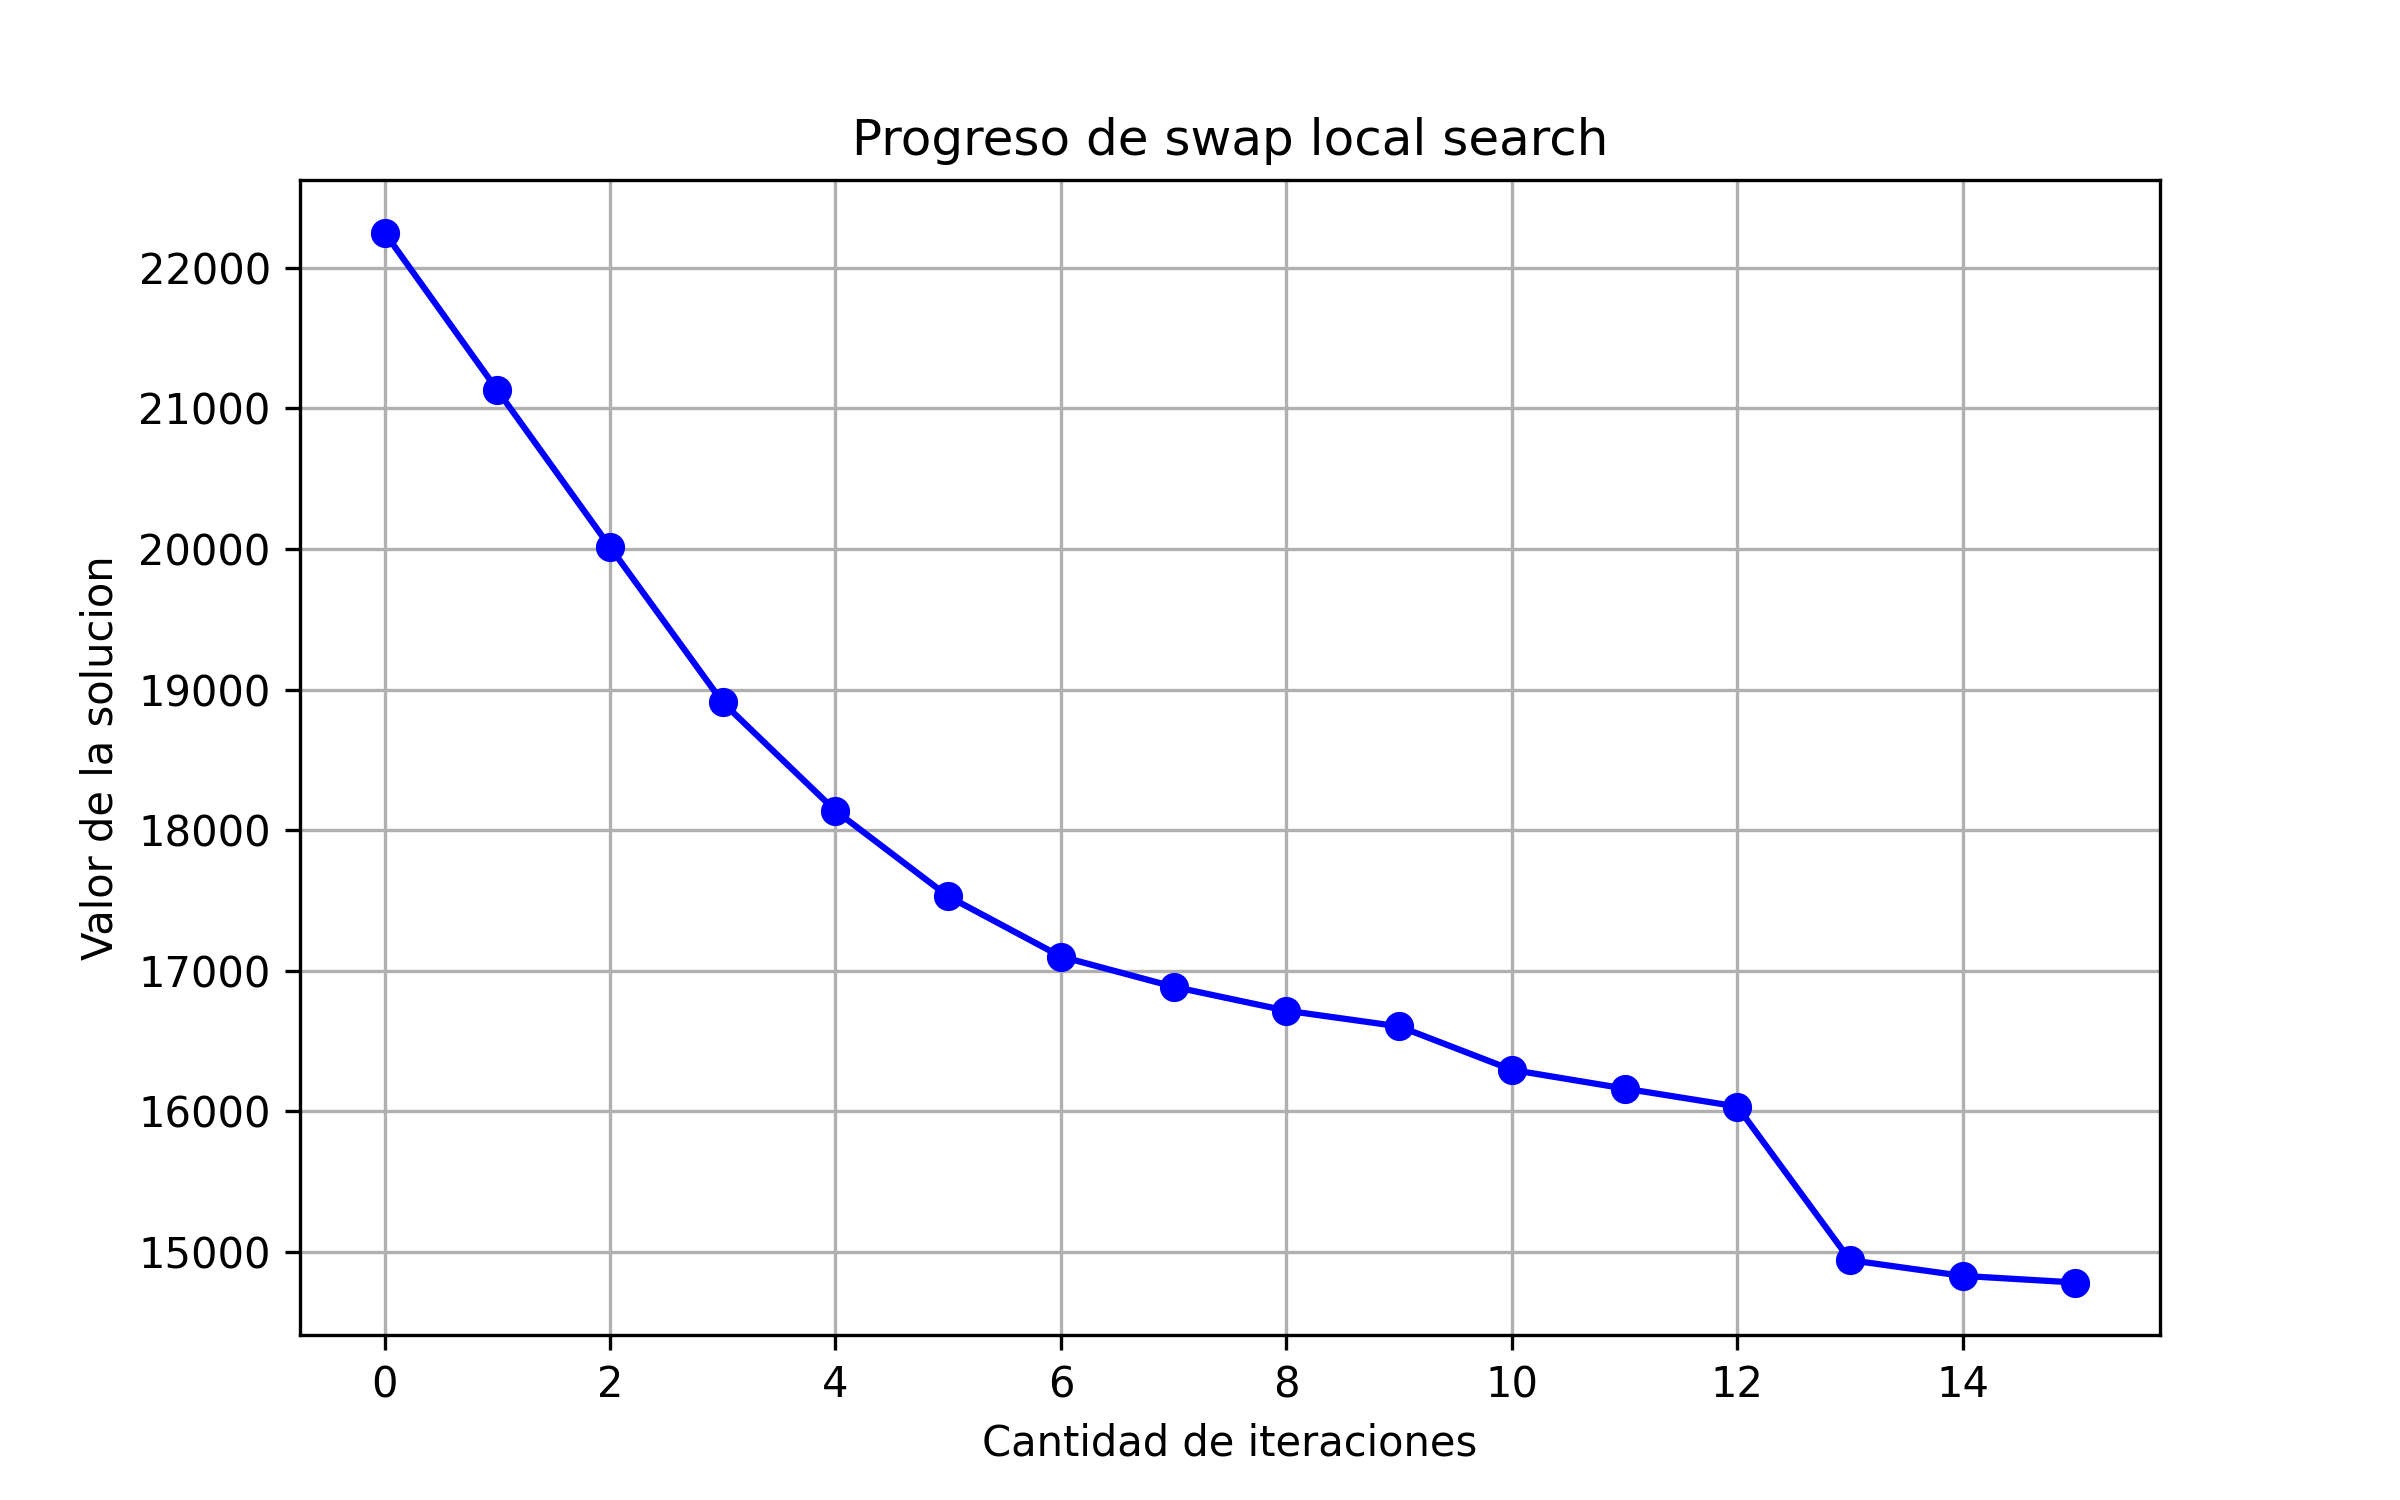 Progreso de swap local search
Valor de la solucion
22000
21000
20000
19000
18000
17000
16000
15000
0 2 4 6 8 10 12 14
Cantidad de iteraciones